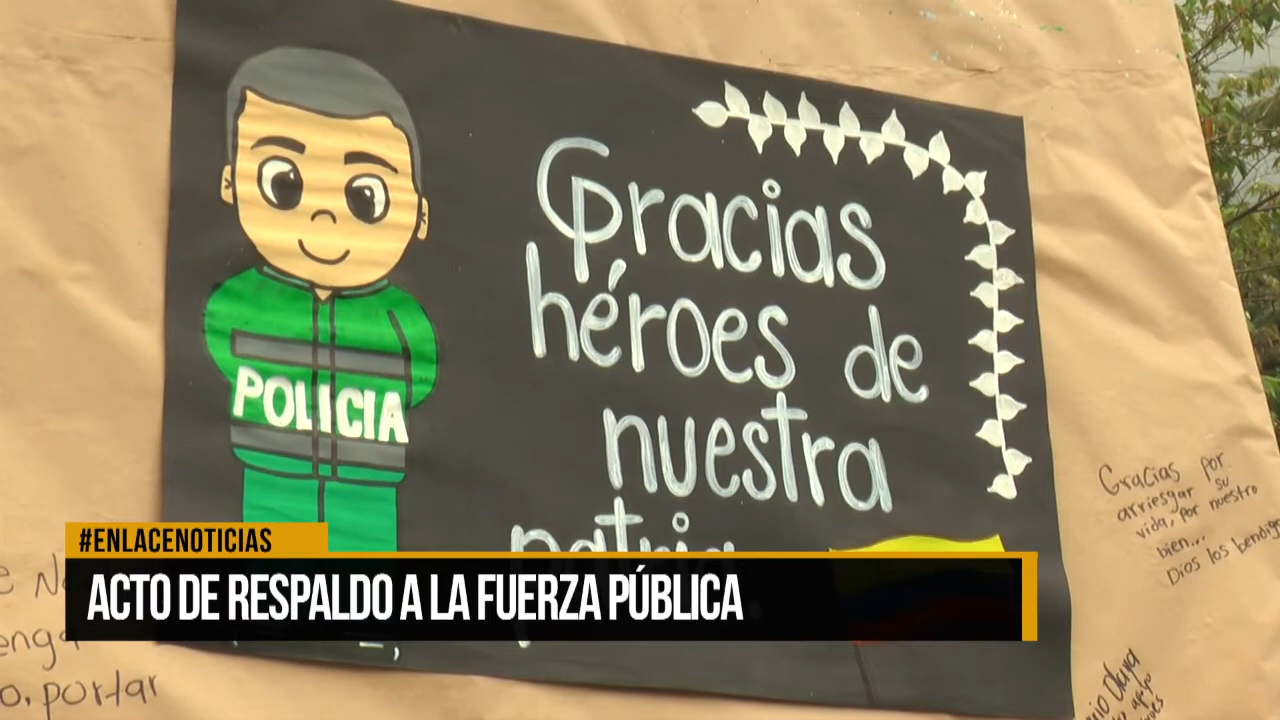 Gracias
héroes de
nuestra
patria
POLICIA
Gracias por
arriesgar su
vida, por nuestro
bien...
Dios los bendiga
o, portar
#ENLACENOTICIAS
ACTO DE RESPALDO A LA FUERZA PÚBLICA